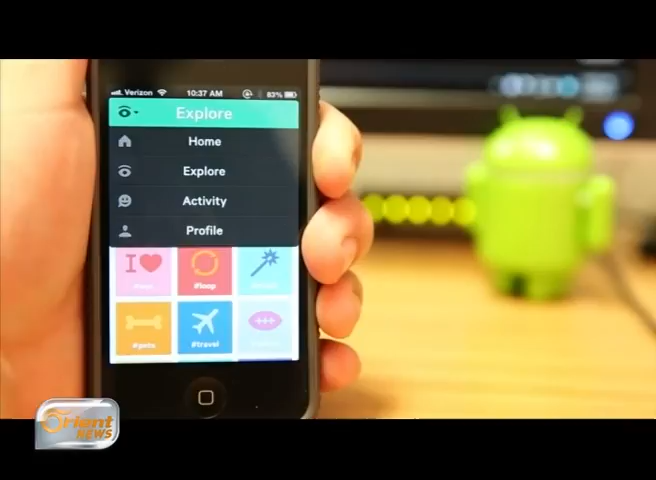 Verizon 10:37 AM 83%
Explore
Home
Explore
Activity
Profile
I
#loop
#pets
#travel
Orient
NEWS